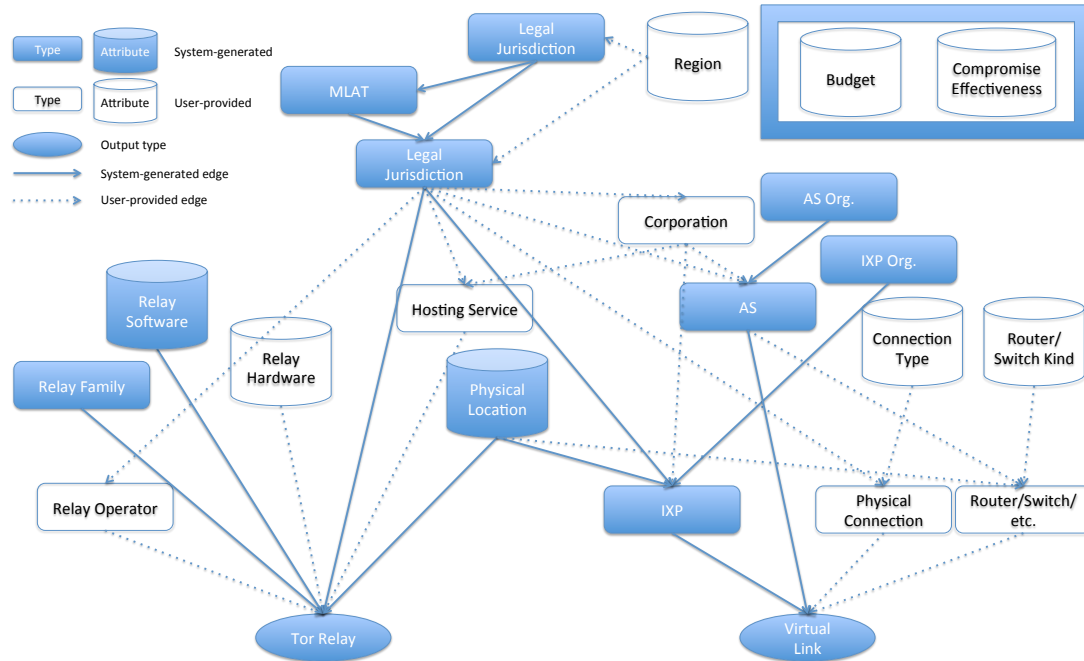 Type
Attribute
System-generated
Type
Attribute
User-provided
Output type
System-generated edge
User-provided edge
Legal
Jurisdiction
MLAT
Region
Budget
Compromise
Effectiveness
Legal
Jurisdiction
Corporation
AS Org.
IXP Org.
Relay
Software
Hosting Service
AS
Connection
Type
Router/
Switch Kind
Relay
Hardware
Relay Family
Physical
Location
Relay Operator
IXP
Physical
Connection
Router/Switch/
etc.
Tor Relay
Virtual
Link